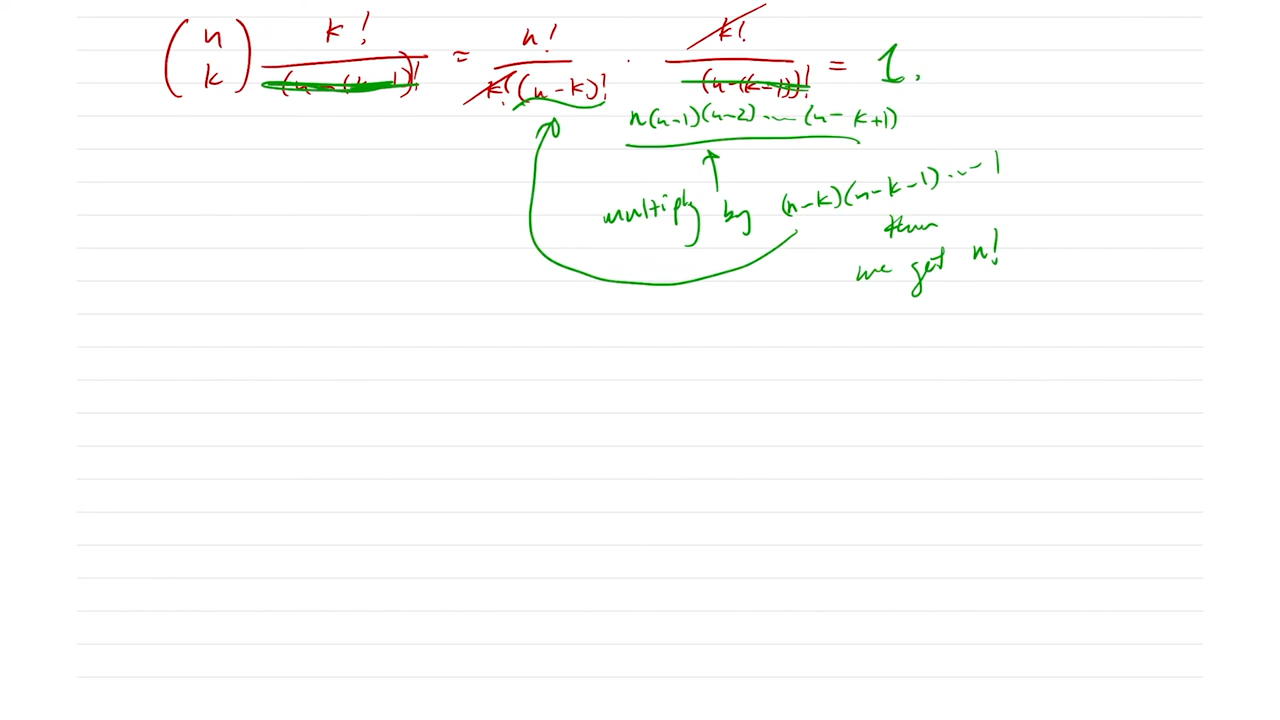 (n k) k! / (n-(k-1))! = n! / k!(n-k)! · k! / (n-(k-1))! = 1.
n(n-1)(n-2)....(n-k+1)
multiply by (n-k)(n-k-1)...1
then
we get n!